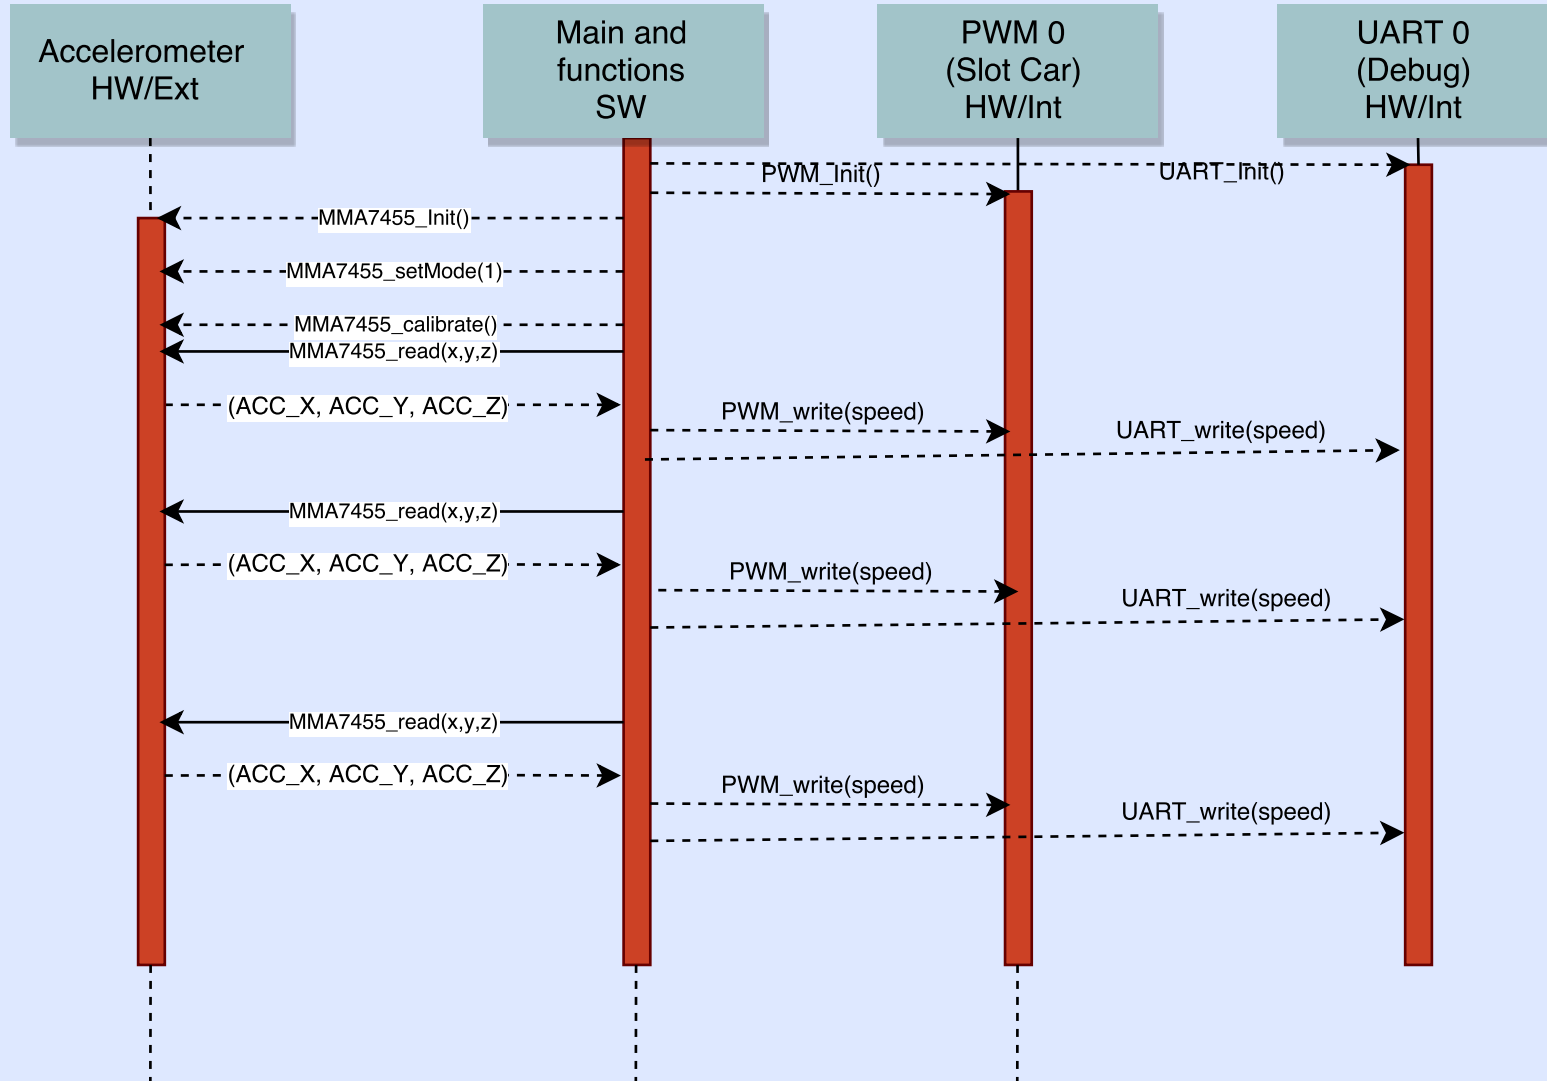 Accelerometer
HW/Ext
Main and
functions
SW
PWM 0
(Slot Car)
HW/Int
UART 0
(Debug)
HW/Int
UART_Init()
PWM_Init()
MMA7455_Init()
MMA7455_setMode(1)
MMA7455_calibrate()
MMA7455_read(x,y,z)
(ACC_X, ACC_Y, ACC_Z)
PWM_write(speed)
UART_write(speed)
MMA7455_read(x,y,z)
(ACC_X, ACC_Y, ACC_Z)
PWM_write(speed)
UART_write(speed)
MMA7455_read(x,y,z)
(ACC_X, ACC_Y, ACC_Z)
PWM_write(speed)
UART_write(speed)